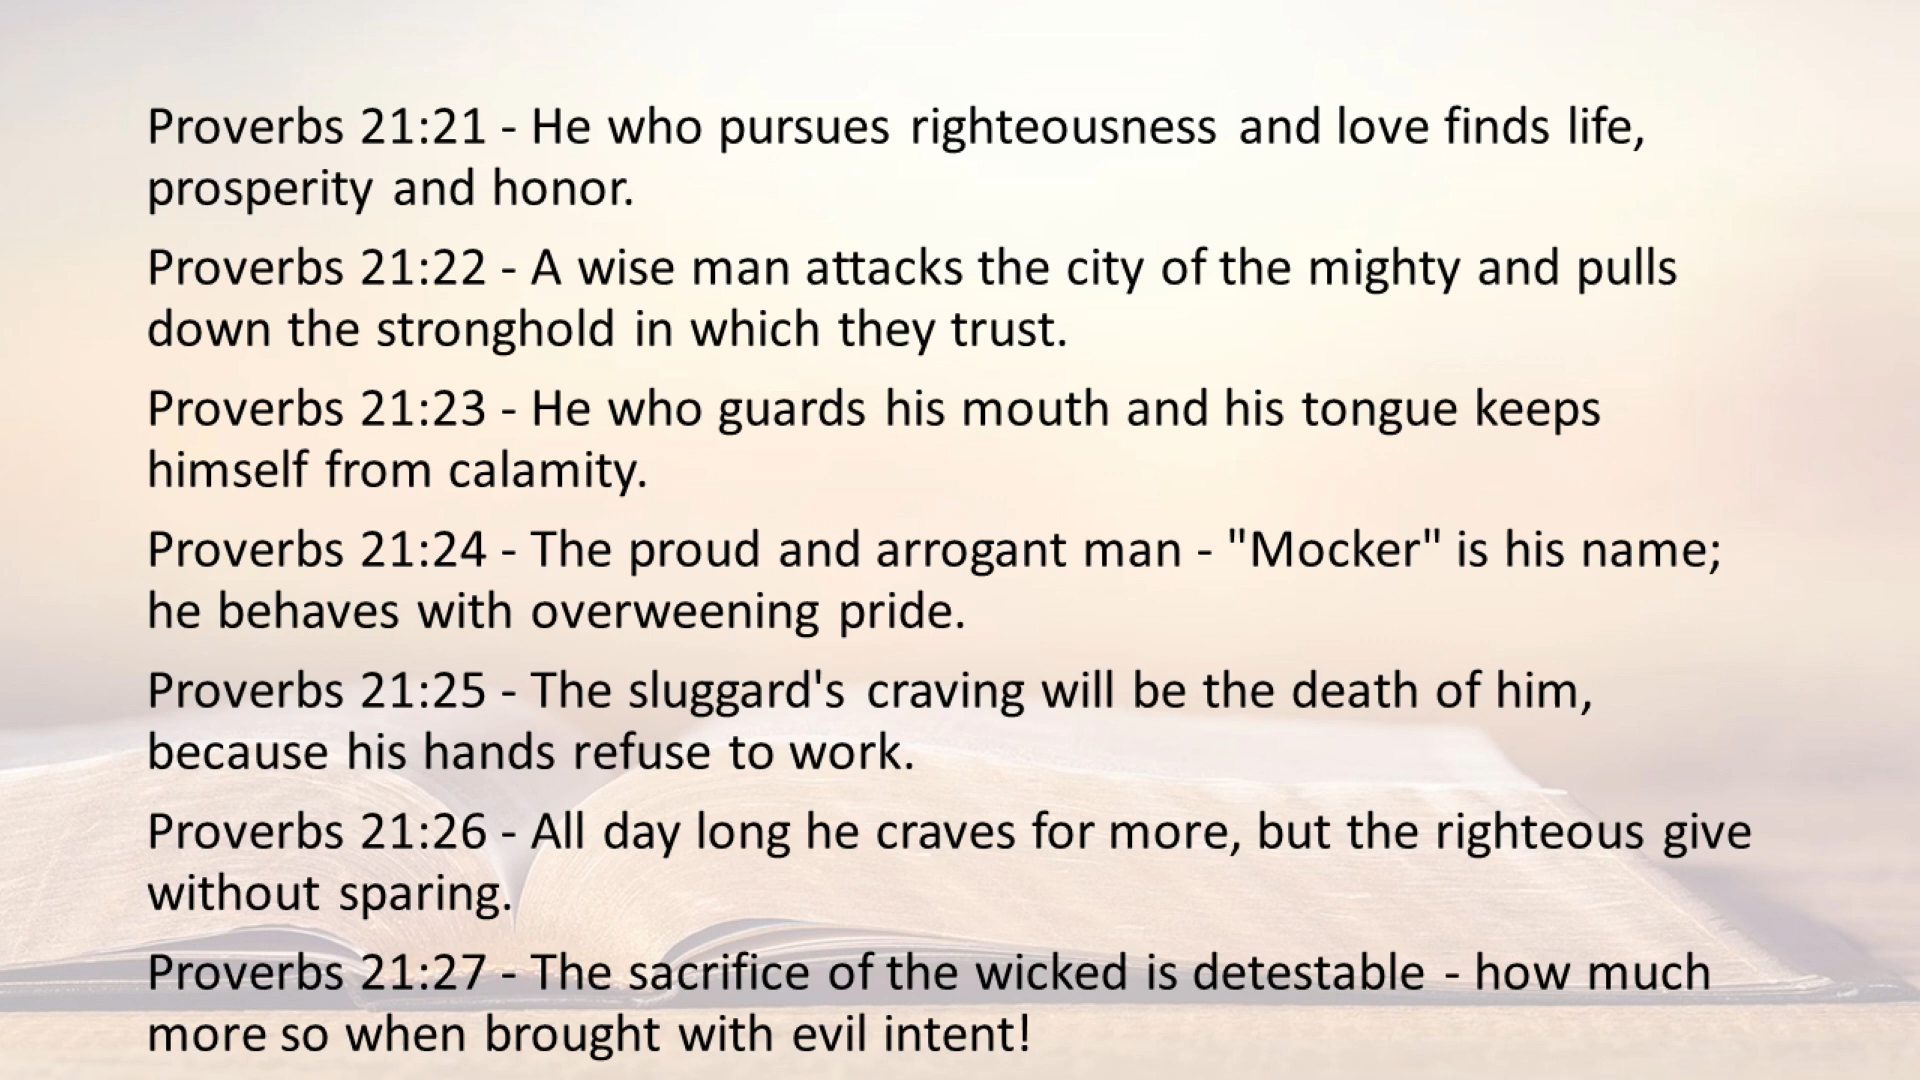 Proverbs 21:21 - He who pursues righteousness and love finds life,
prosperity and honor.
Proverbs 21:22 - A wise man attacks the city of the mighty and pulls
down the stronghold in which they trust.
Proverbs 21:23 - He who guards his mouth and his tongue keeps
himself from calamity.
Proverbs 21:24 - The proud and arrogant man - "Mocker" is his name;
he behaves with overweening pride.
Proverbs 21:25 - The sluggard's craving will be the death of him,
because his hands refuse to work.
Proverbs 21:26 - All day long he craves for more, but the righteous give
without sparing.
Proverbs 21:27 - The sacrifice of the wicked is detestable - how much
more so when brought with evil intent!